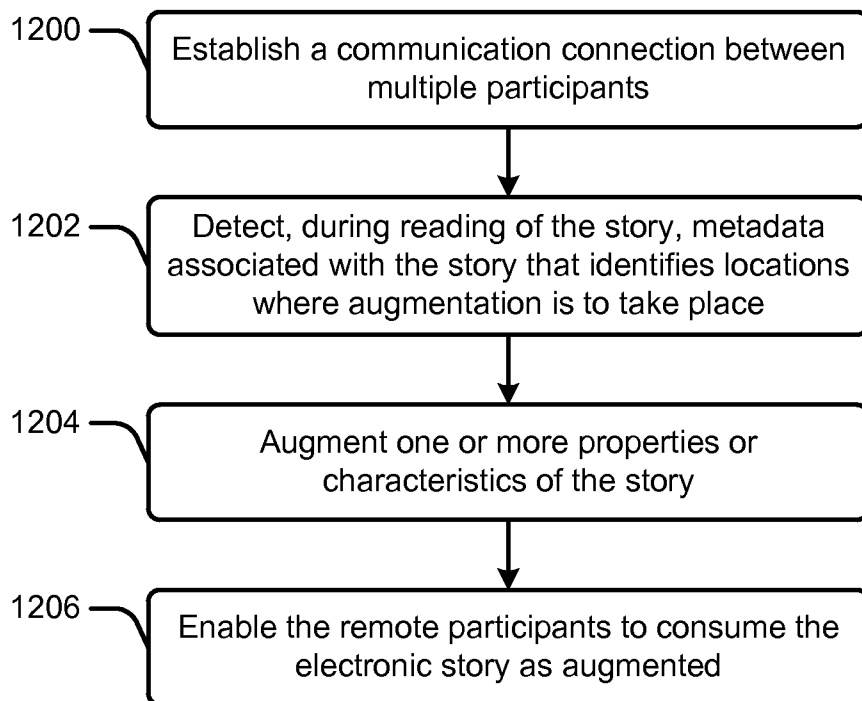 1200
Establish a communication connection between
multiple participants
1202
Detect, during reading of the story, metadata
associated with the story that identifies locations
where augmentation is to take place
1204
Augment one or more properties or
characteristics of the story
1206
Enable the remote participants to consume the
electronic story as augmented